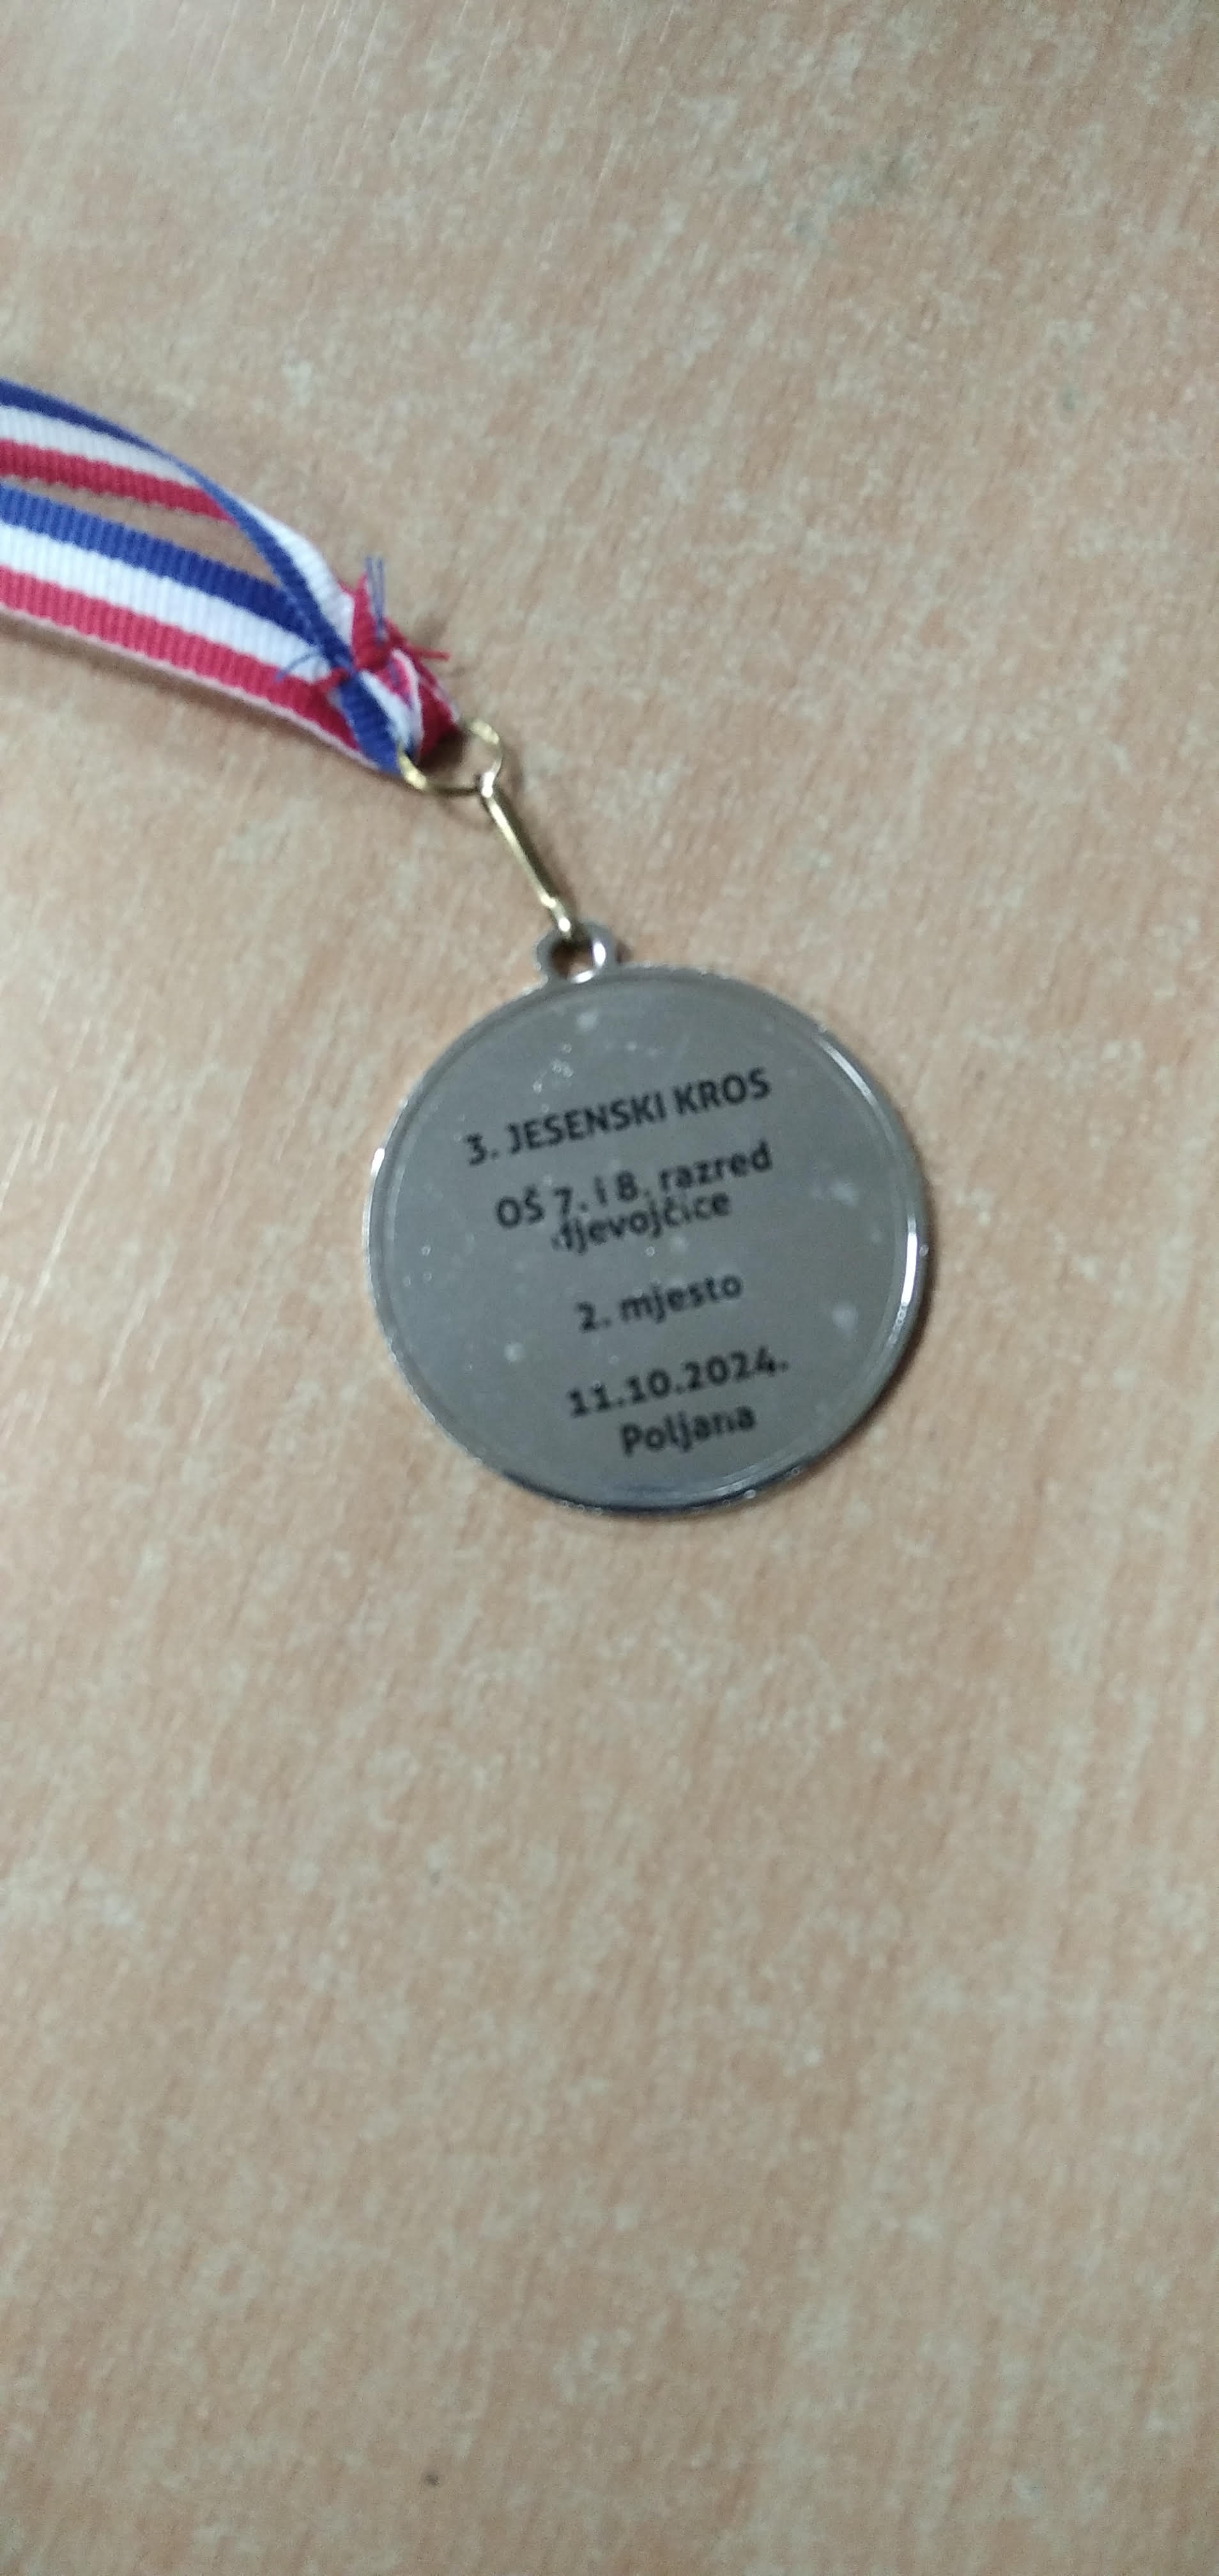 3. JESENSKI KROS
OŠ 7. i 8. razred
djevojčice
2. mjesto
11.10.2024.
Poljana